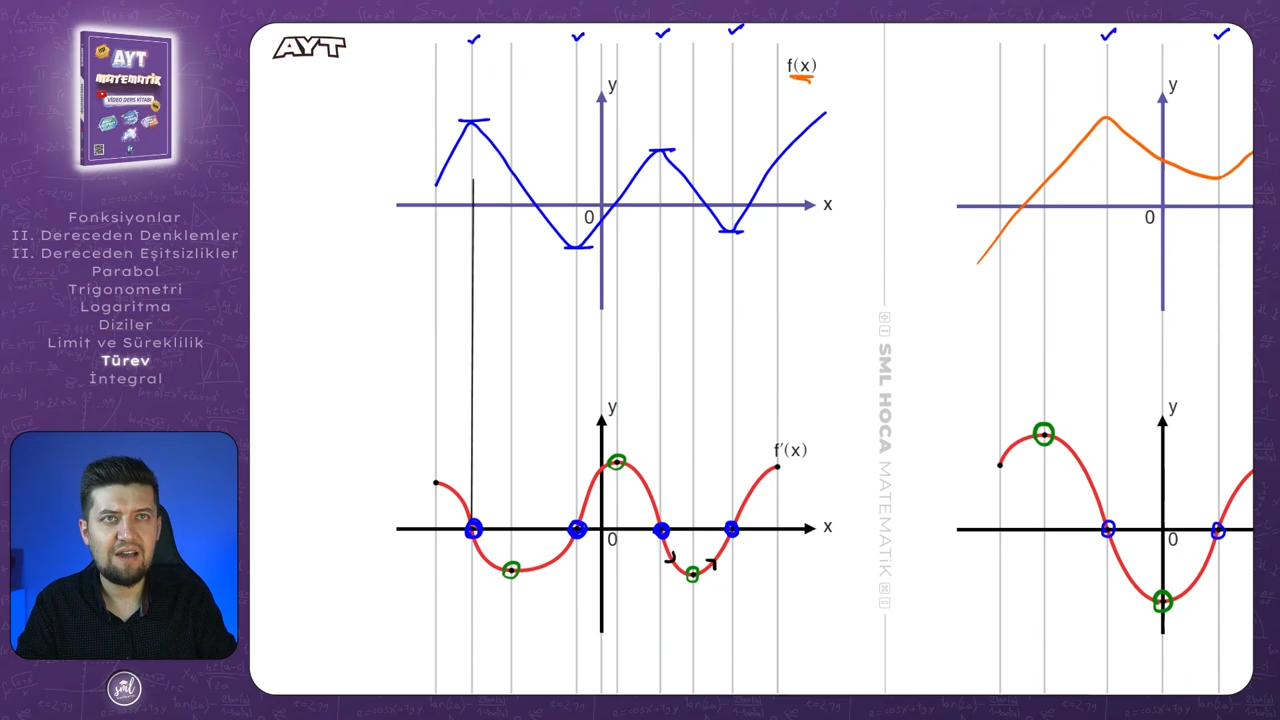 AYT
MATEMATİK
VİDEO DERS KİTABI
Fonksiyonlar
II. Dereceden Denklemler
II. Dereceden Eşitsizlikler
Parabol
Trigonometri
Logaritma
Diziler
Limit ve Süreklilik
Türev
İntegral
sml
AYT
f(x)
y
x
0
y
f'(x)
x
0
SML HOCA MATEMATİK
y
0
y
0